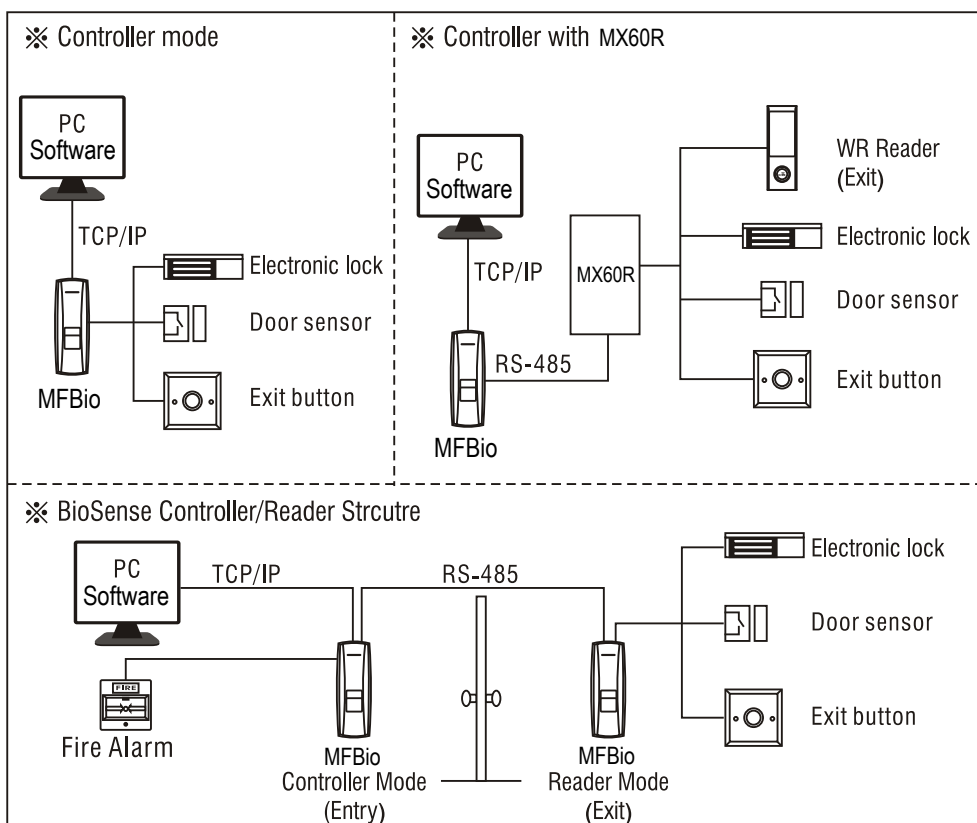 ※ Controller mode
PC
Software
TCP/IP
Electronic lock
Door sensor
Exit button
MFBio
※ Controller with MX60R
PC
Software
TCP/IP
MX60R
RS-485
MFBio
WR Reader
(Exit)
Electronic lock
Door sensor
Exit button
※ BioSense Controller/Reader Strcutre
PC
Software
TCP/IP
RS-485
FIRE
Fire Alarm
MFBio
Controller Mode
(Entry)
MFBio
Reader Mode
(Exit)
Electronic lock
Door sensor
Exit button